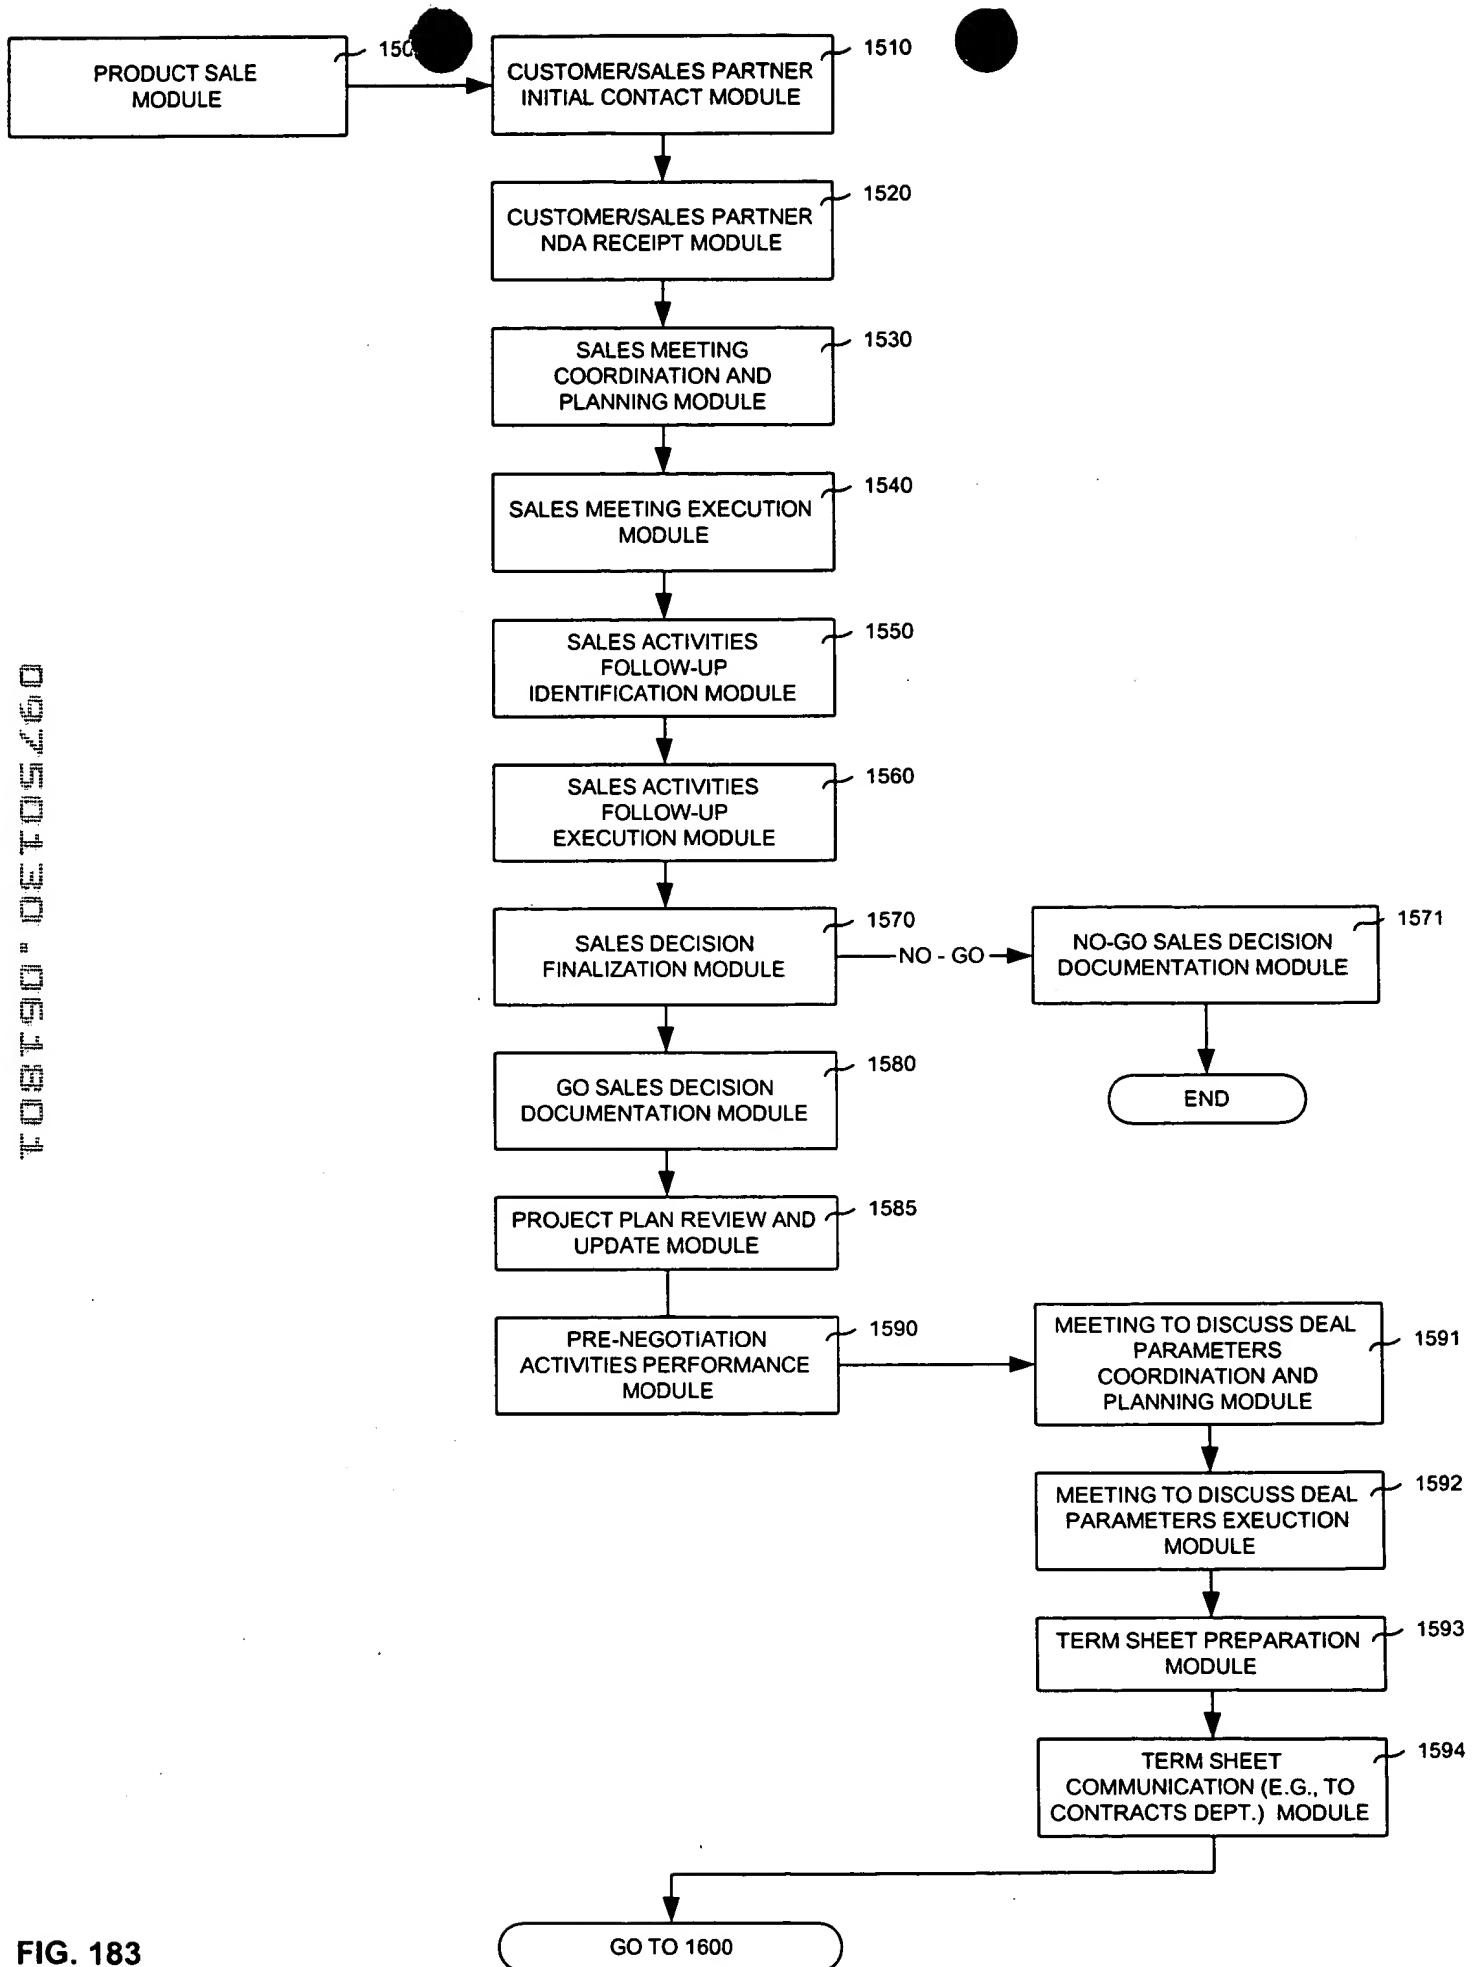 PRODUCT SALE
MODULE
150
CUSTOMER/SALES PARTNER
INITIAL CONTACT MODULE
1510
CUSTOMER/SALES PARTNER
NDA RECEIPT MODULE
1520
SALES MEETING
COORDINATION AND
PLANNING MODULE
1530
SALES MEETING EXECUTION
MODULE
1540
SALES ACTIVITIES
FOLLOW-UP
IDENTIFICATION MODULE
1550
SALES ACTIVITIES
FOLLOW-UP
EXECUTION MODULE
1560
SALES DECISION
FINALIZATION MODULE
1570
NO - GO
NO-GO SALES DECISION
DOCUMENTATION MODULE
1571
END
GO SALES DECISION
DOCUMENTATION MODULE
1580
PROJECT PLAN REVIEW AND
UPDATE MODULE
1585
PRE-NEGOTIATION
ACTIVITIES PERFORMANCE
MODULE
1590
MEETING TO DISCUSS DEAL
PARAMETERS
COORDINATION AND
PLANNING MODULE
1591
MEETING TO DISCUSS DEAL
PARAMETERS EXEUCTION
MODULE
1592
TERM SHEET PREPARATION
MODULE
1593
TERM SHEET
COMMUNICATION (E.G., TO
CONTRACTS DEPT.) MODULE
1594
GO TO 1600
FIG. 183
09750130.061801